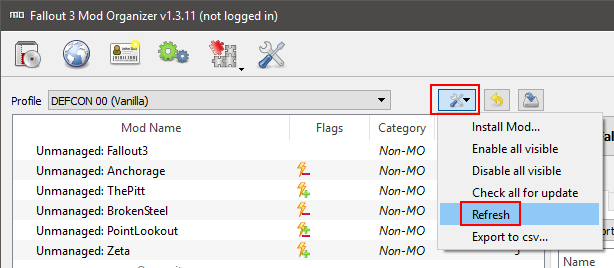 Fallout 3 Mod Organizer v1.3.11 (not logged in)
Profile DEFCON 00 (Vanilla)
Mod Name Flags Category
Unmanaged: Fallout3 Non-MO
Unmanaged: Anchorage Non-MO
Unmanaged: ThePitt Non-MO
Unmanaged: BrokenSteel Non-MO
Unmanaged: PointLookout Non-MO
Unmanaged: Zeta Non-MO
Install Mod...
Enable all visible
Disable all visible
Check all for update
Refresh
Export to csv...